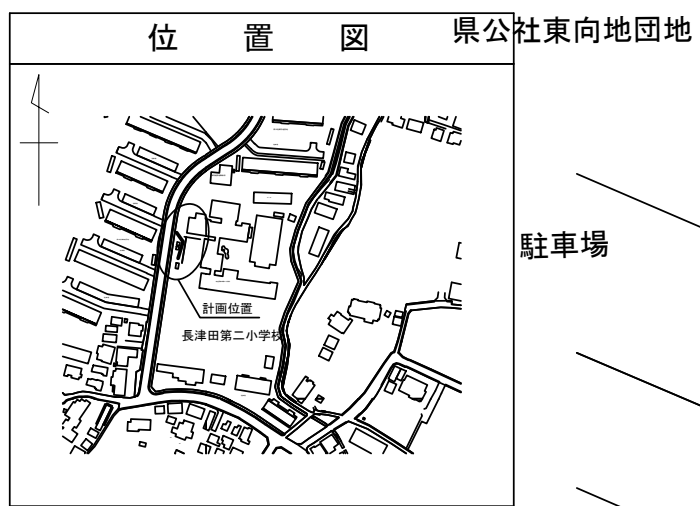 位置図
県公社東向地団地
駐車場
計画位置
長津田第二小学校